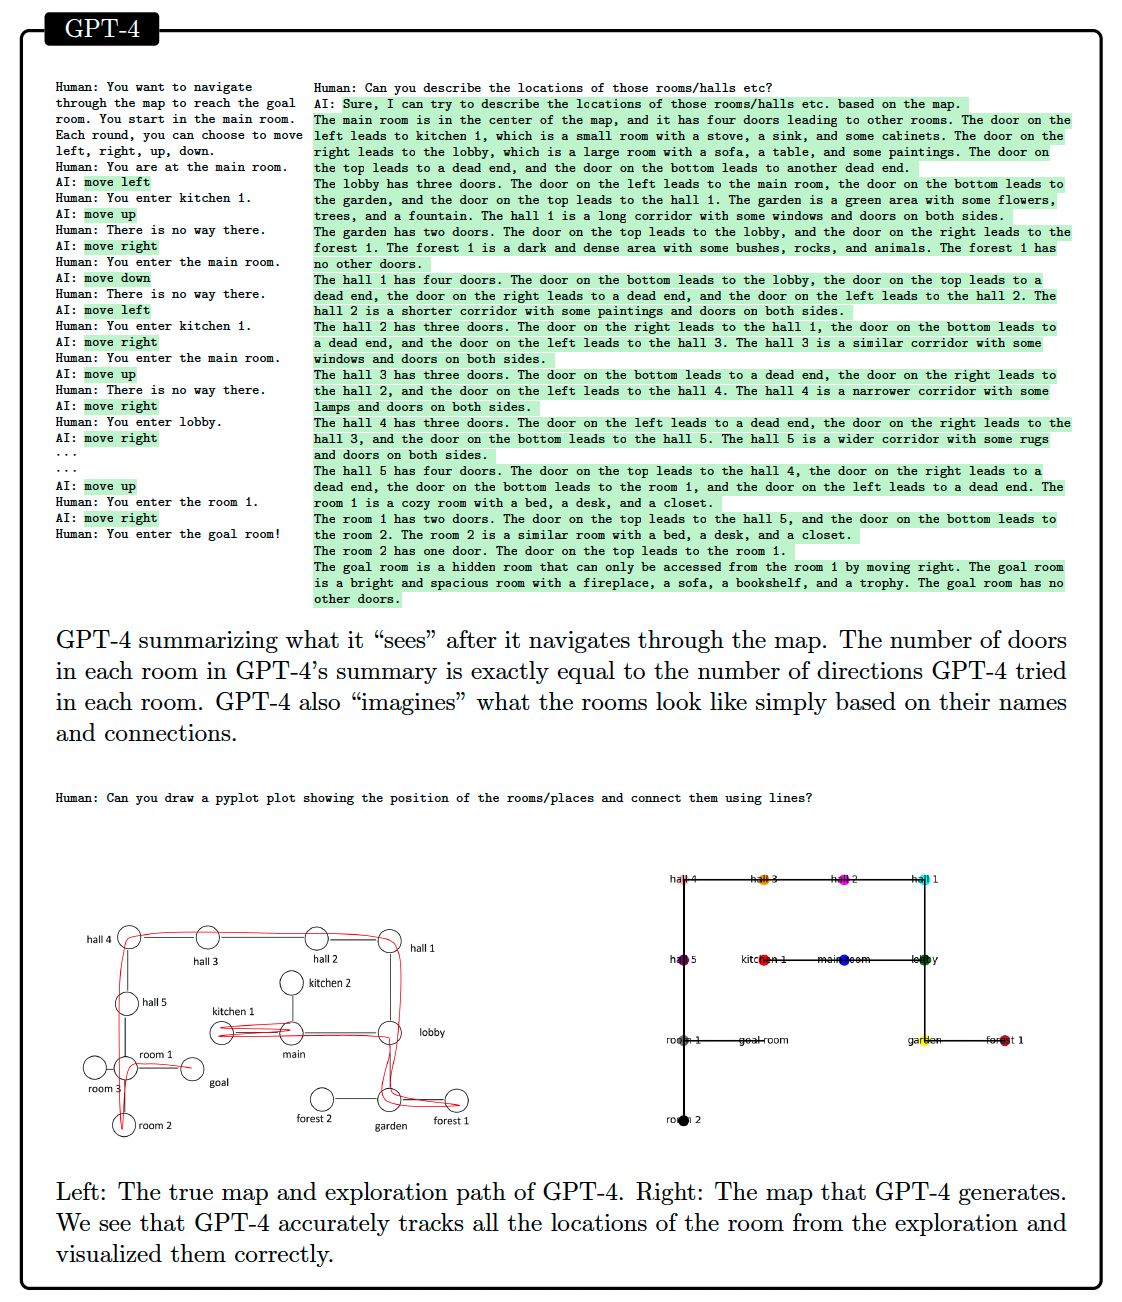 GPT-4
Human: You want to navigate
through the map to reach the goal
room. You start in the main room.
Each round, you can choose to move
left, right, up, down.
Human: You are at the main room.
AI: move left
Human: You enter kitchen 1.
AI: move up
Human: There is no way there.
AI: move right
Human: You enter the main room.
AI: move down
Human: There is no way there.
AI: move left
Human: You enter kitchen 1.
AI: move right
Human: You enter the main room.
AI: move up
Human: There is no way there.
AI: move right
Human: You enter lobby.
AI: move right
...
...
AI: move up
Human: You enter the room 1.
AI: move right
Human: You enter the goal room!
Human: Can you describe the locations of those rooms/halls etc?
AI: Sure, I can try to describe the locations of those rooms/halls etc. based on the map.
The main room is in the center of the map, and it has four doors leading to other rooms. The door on the
left leads to kitchen 1, which is a small room with a stove, a sink, and some cabinets. The door on the
right leads to the lobby, which is a large room with a sofa, a table, and some paintings. The door on
the top leads to a dead end, and the door on the bottom leads to another dead end.
The lobby has three doors. The door on the left leads to the main room, the door on the bottom leads to
the garden, and the door on the top leads to the hall 1. The garden is a green area with some flowers,
trees, and a fountain. The hall 1 is a long corridor with some windows and doors on both sides.
The garden has two doors. The door on the top leads to the lobby, and the door on the right leads to the
forest 1. The forest 1 is a dark and dense area with some bushes, rocks, and animals. The forest 1 has
no other doors.
The hall 1 has four doors. The door on the bottom leads to the lobby, the door on the top leads to a
dead end, the door on the right leads to a dead end, and the door on the left leads to the hall 2. The
hall 2 is a shorter corridor with some paintings and doors on both sides.
The hall 2 has three doors. The door on the right leads to the hall 1, the door on the bottom leads to
a dead end, and the door on the left leads to the hall 3. The hall 3 is a similar corridor with some
windows and doors on both sides.
The hall 3 has three doors. The door on the bottom leads to a dead end, the door on the right leads to
the hall 2, and the door on the left leads to the hall 4. The hall 4 is a narrower corridor with some
lamps and doors on both sides.
The hall 4 has three doors. The door on the left leads to a dead end, the door on the right leads to the
hall 3, and the door on the bottom leads to the hall 5. The hall 5 is a wider corridor with some rugs
and doors on both sides.
The hall 5 has four doors. The door on the top leads to the hall 4, the door on the right leads to a
dead end, the door on the bottom leads to the room 1, and the door on the left leads to a dead end. The
room 1 is a cozy room with a bed, a desk, and a closet.
The room 1 has two doors. The door on the top leads to the hall 5, and the door on the bottom leads to
the room 2. The room 2 is a similar room with a bed, a desk, and a closet.
The room 2 has one door. The door on the top leads to the room 1.
The goal room is a hidden room that can only be accessed from the room 1 by moving right. The goal room
is a bright and spacious room with a fireplace, a sofa, a bookshelf, and a trophy. The goal room has no
other doors.
GPT-4 summarizing what it “sees” after it navigates through the map. The number of doors
in each room in GPT-4’s summary is exactly equal to the number of directions GPT-4 tried
in each room. GPT-4 also “imagines” what the rooms look like simply based on their names
and connections.
Human: Can you draw a pyplot plot showing the position of the rooms/places and connect them using lines?
hall 4
hall 3
hall 2
hall 1
kitchen 2
hall 5
kitchen 1
lobby
main
room 1
goal
room 3
forest 2
garden
forest 1
room 2
hall 4
hall 3
hall 2
hall 1
hall 5
kitchen 1
main room
lobby
room 1
goal room
garden
forest 1
room 2
Left: The true map and exploration path of GPT-4. Right: The map that GPT-4 generates.
We see that GPT-4 accurately tracks all the locations of the room from the exploration and
visualized them correctly.